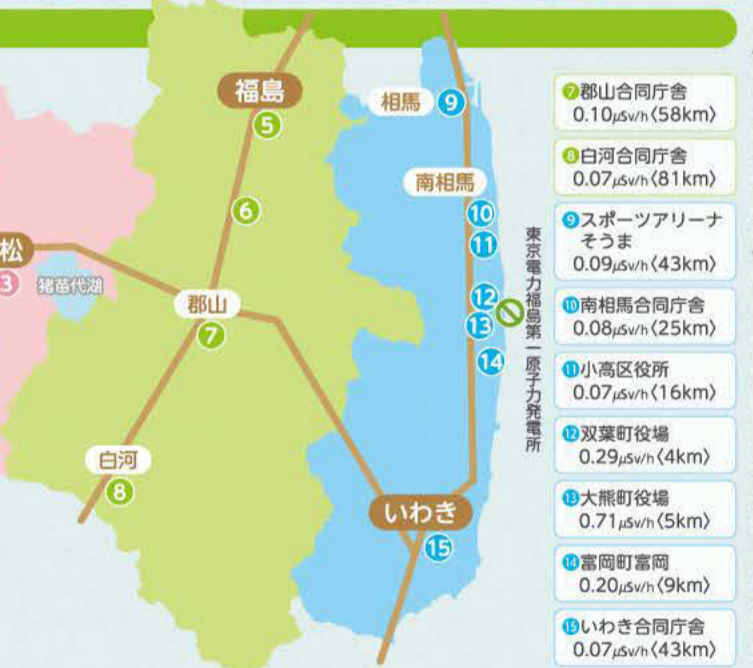 福島
5
相馬
9
南相馬
10
11
6
松
3
猪苗代湖
郡山
7
12
13
14
東京電力福島第一原子力発電所
白河
8
いわき
15
7郡山合同庁舎
0.10μSv/h〈58km〉
8白河合同庁舎
0.07μSv/h〈81km〉
9スポーツアリーナ
そうま
0.09μSv/h〈43km〉
10南相馬合同庁舎
0.08μSv/h〈25km〉
11小高区役所
0.07μSv/h〈16km〉
12双葉町役場
0.29μSv/h〈4km〉
13大熊町役場
0.71μSv/h〈5km〉
14富岡町富岡
0.20μSv/h〈9km〉
15いわき合同庁舎
0.07μSv/h〈43km〉